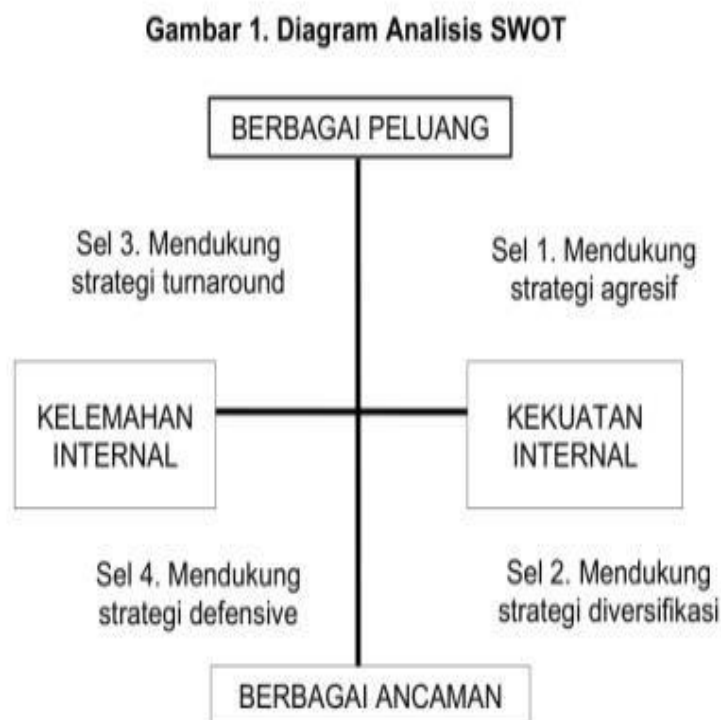 Gambar 1. Diagram Analisis SWOT
BERBAGAI PELUANG
Sel 3. Mendukung
strategi turnaround
Sel 1. Mendukung
strategi agresif
KELEMAHAN
INTERNAL
KEKUATAN
INTERNAL
Sel 4. Mendukung
strategi defensive
Sel 2. Mendukung
strategi diversifikasi
BERBAGAI ANCAMAN